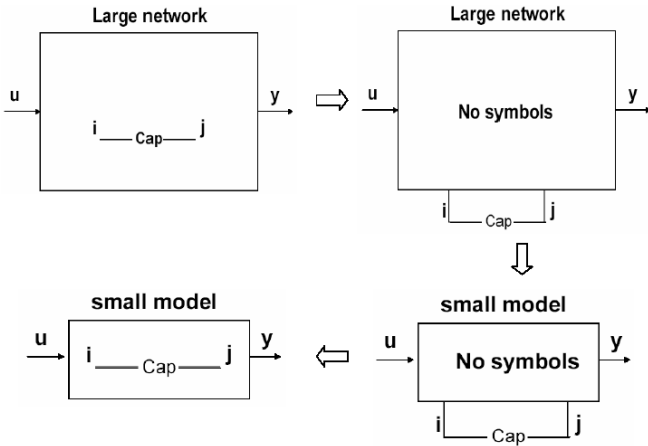 Large network
u
y
i Cap j
Large network
u
y
No symbols
i Cap j
small model
u
y
i Cap j
small model
u
y
No symbols
i Cap j